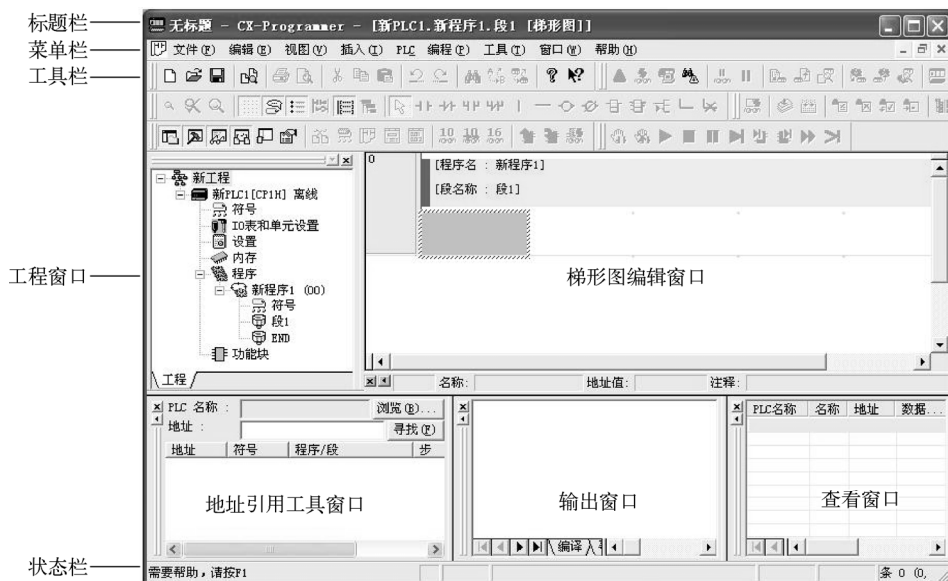 标题栏
无标题 - CX-Programmer - [新PLC1.新程序1.段1 [梯形图]]
菜单栏
文件(F) 编辑(E) 视图(V) 插入(I) PLC 编程(P) 工具(T) 窗口(W) 帮助(H)
工具栏
10 10 16
新工程
新PLC1[CP1H] 离线
符号
IO表和单元设置
设置
内存
程序
新程序1 (00)
符号
段1
END
功能块
工程
工程窗口
0
[程序名 : 新程序1]
[段名称 : 段1]
梯形图编辑窗口
名称: 地址值: 注释:
PLC 名称 : 浏览(B)...
地址 : 寻找(F)
地址 符号 程序/段 步
地址引用工具窗口
输出窗口
编译
PLC名称 名称 地址 数据...
查看窗口
状态栏
需要帮助，请按F1
条 0 (0,